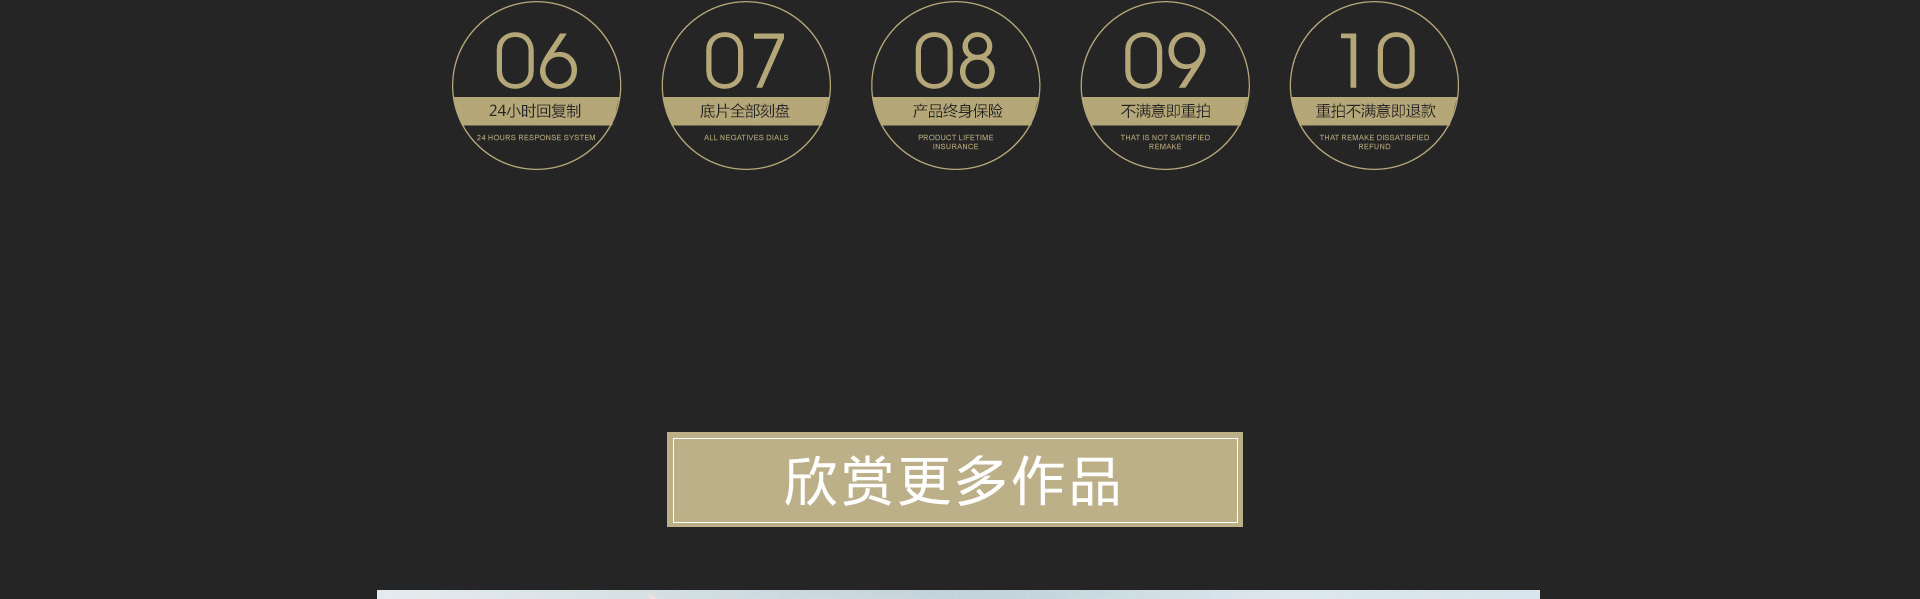 06
24小时回复制
24 HOURS RESPONSE SYSTEM
07
底片全部刻盘
ALL NEGATIVES DIALS
08
产品终身保险
PRODUCT LIFETIME
INSURANCE
09
不满意即重拍
THAT IS NOT SATISFIED
REMAKE
10
重拍不满意即退款
THAT REMAKE DISSATISFIED
REFUND
欣赏更多作品